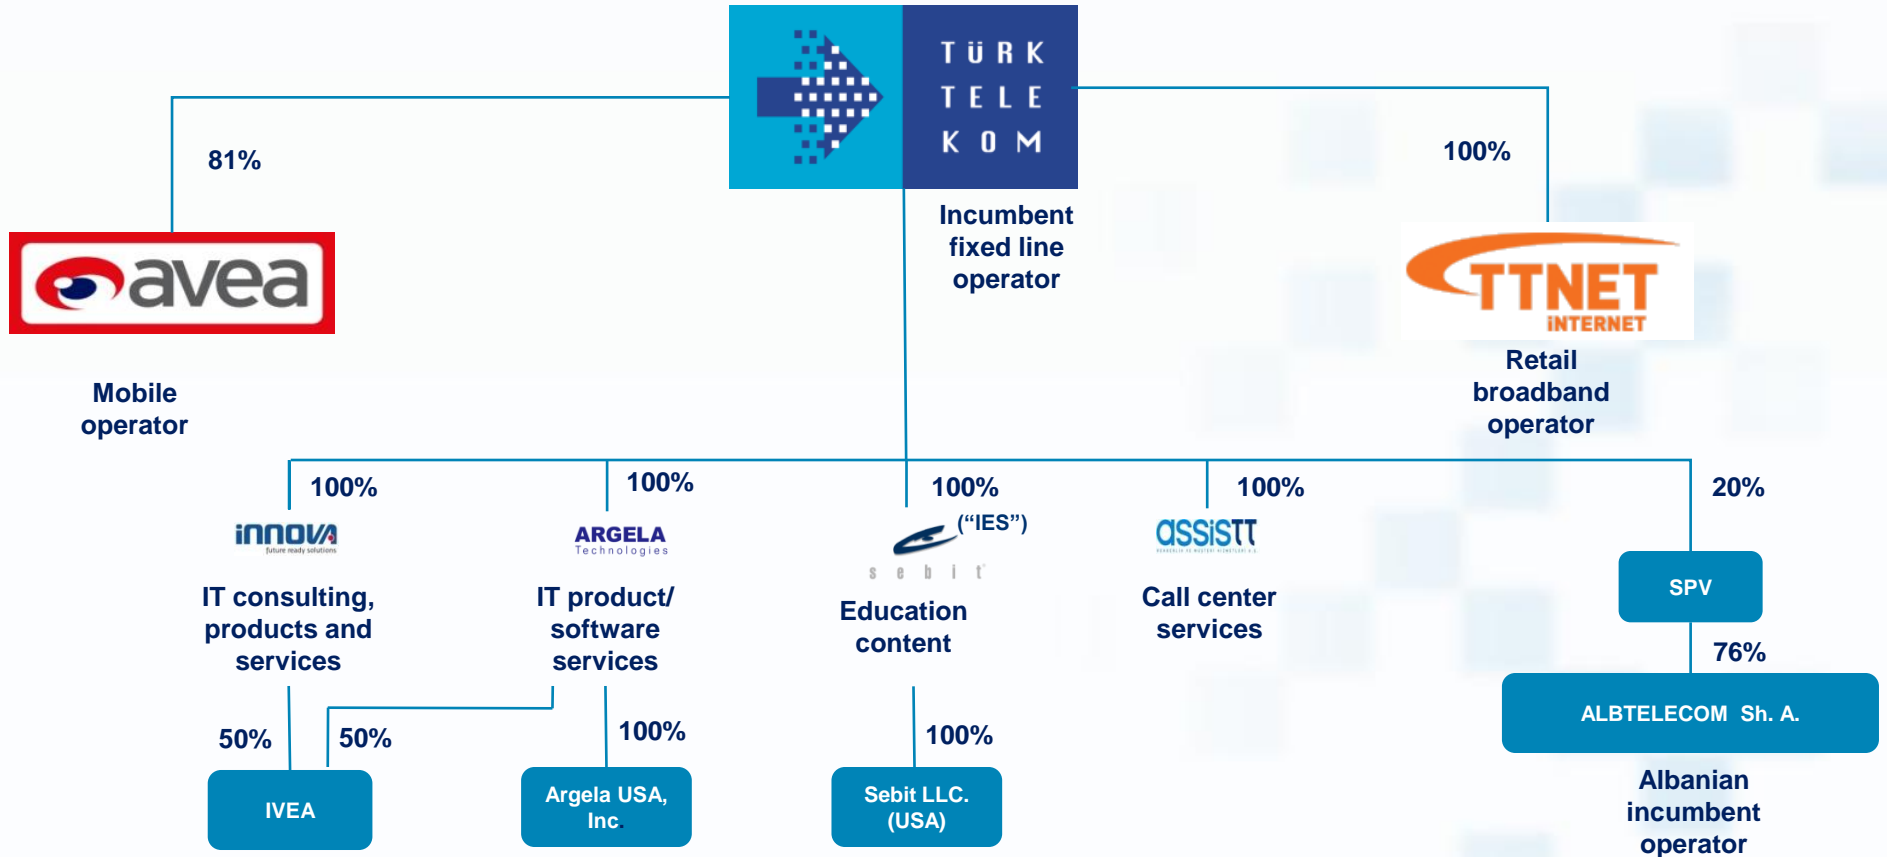 TÜRK
TELE
KOM
81%
100%
Incumbent
fixed line
operator
avea
TTNET
iNTERNET
Mobile
operator
Retail
broadband
operator
100%
100%
100%
100%
20%
("IES")
iNNOVA
future ready solutions
ARGELA
Technologies
sebit
assisTT
SPV
IT consulting,
products and
services
IT product/
software
services
Education
content
Call center
services
76%
ALBTELECOM Sh. A.
50%
50%
100%
100%
IVEA
Argela USA,
Inc.
Sebit LLC.
(USA)
Albanian
incumbent
operator